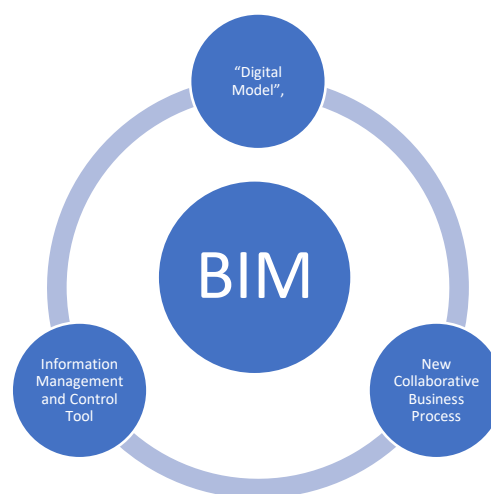 “Digital
Model”,
BIM
Information
Management
and Control
Tool
New
Collaborative
Business
Process